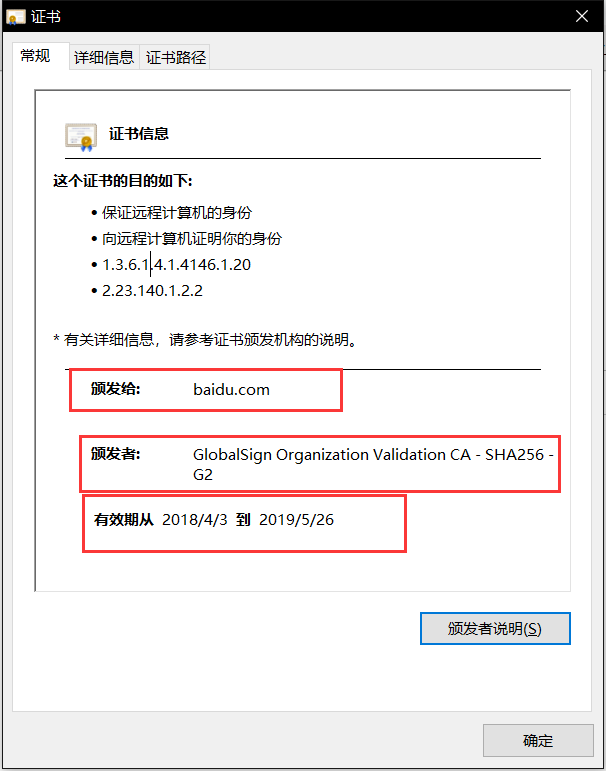 证书
常规 详细信息 证书路径
证书信息
这个证书的目的如下:
• 保证远程计算机的身份
• 向远程计算机证明你的身份
• 1.3.6.1.4.1.4146.1.20
• 2.23.140.1.2.2
* 有关详细信息，请参考证书颁发机构的说明。
颁发给: baidu.com
颁发者: GlobalSign Organization Validation CA - SHA256 -
G2
有效期从 2018/4/3 到 2019/5/26
颁发者说明(S)
确定